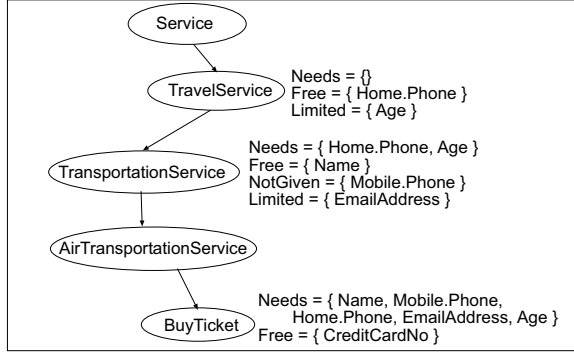 Service
TravelService
Needs = {}
Free = { Home.Phone }
Limited = { Age }
TransportationService
Needs = { Home.Phone, Age }
Free = { Name }
NotGiven = { Mobile.Phone }
Limited = { EmailAddress }
AirTransportationService
BuyTicket
Needs = { Name, Mobile.Phone,
Home.Phone, EmailAddress, Age }
Free = { CreditCardNo }